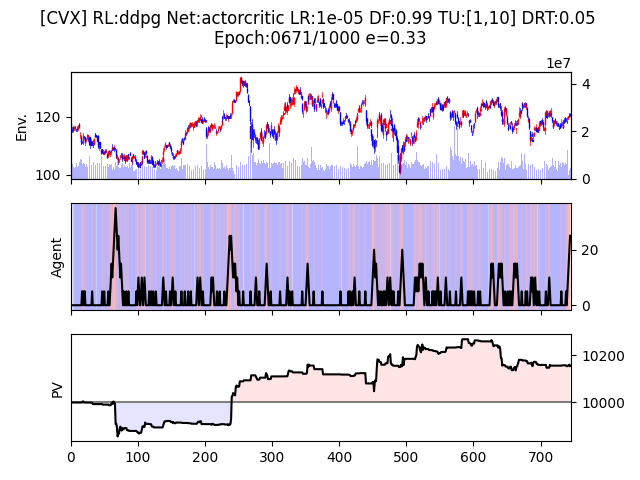 [CVX] RL:ddpg Net:actorcritic LR:1e-05 DF:0.99 TU:[1,10] DRT:0.05
Epoch:0671/1000 e=0.33
1e7
Env.
120
100
4
2
0
Agent
20
0
PV
10200
10000
0
100
200
300
400
500
600
700